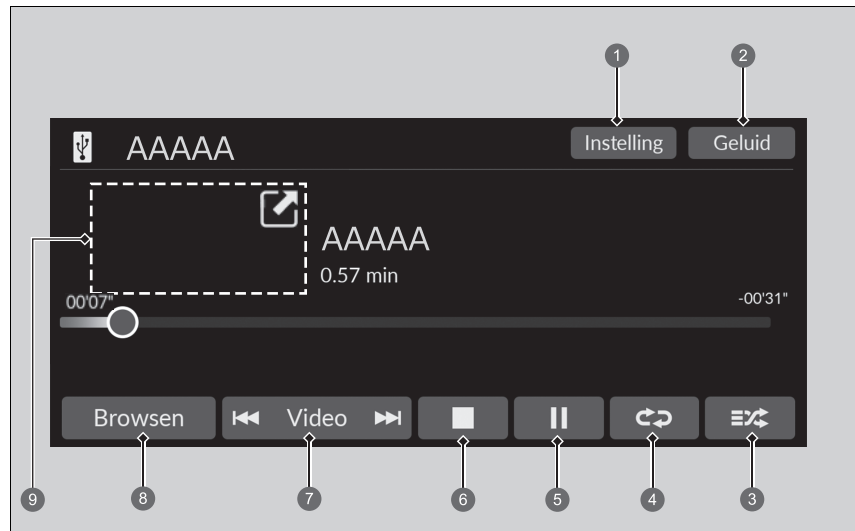 1 2
AAAAA Instelling Geluid
AAAAA
0.57 min
00'07" -00'31"
Browsen Video
9 8 7 6 5 4 3